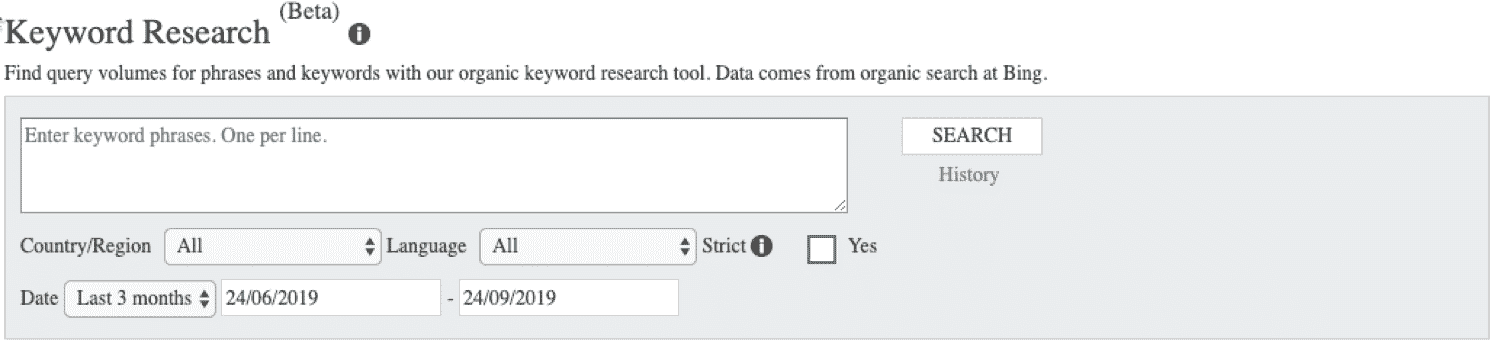 Keyword Research (Beta)
Find query volumes for phrases and keywords with our organic keyword research tool. Data comes from organic search at Bing.
Enter keyword phrases. One per line.
SEARCH
History
Country/Region All Language All Strict Yes
Date Last 3 months 24/06/2019 - 24/09/2019